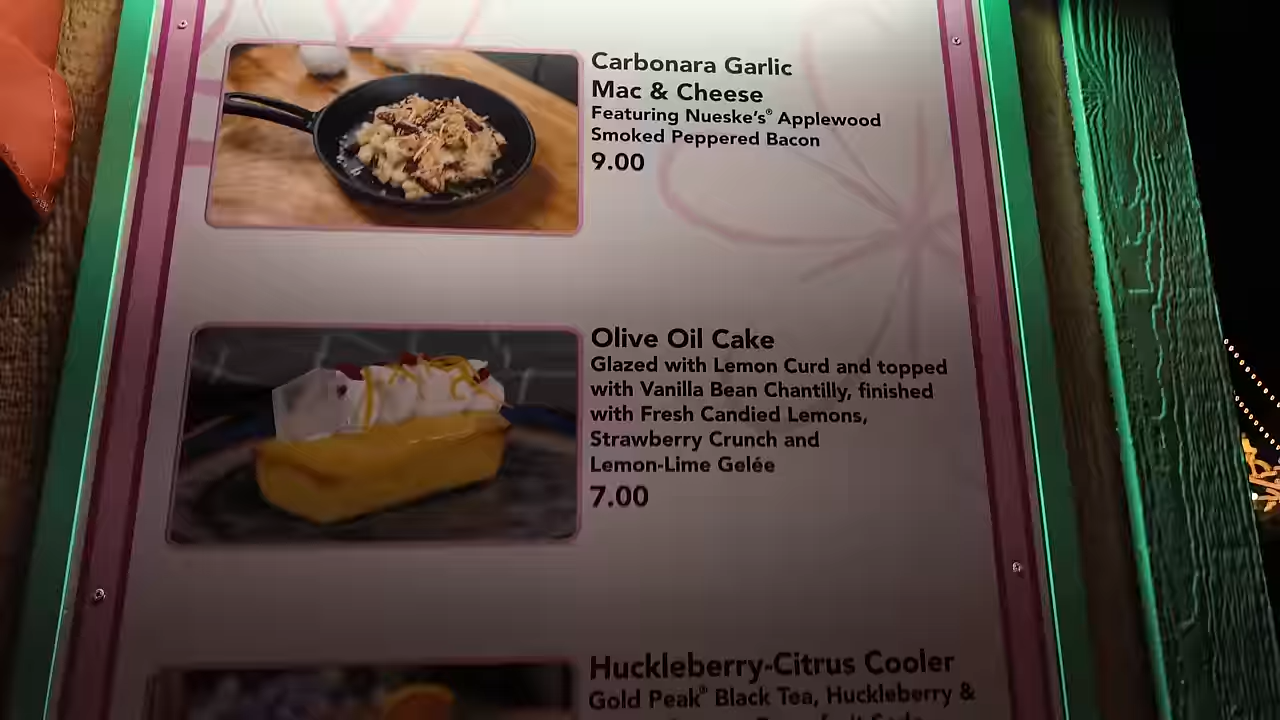 Carbonara Garlic
Mac & Cheese
Featuring Nueske's® Applewood
Smoked Peppered Bacon
9.00
Olive Oil Cake
Glazed with Lemon Curd and topped
with Vanilla Bean Chantilly, finished
with Fresh Candied Lemons,
Strawberry Crunch and
Lemon-Lime Gelée
7.00
Huckleberry-Citrus Cooler
Gold Peak® Black Tea, Huckleberry &